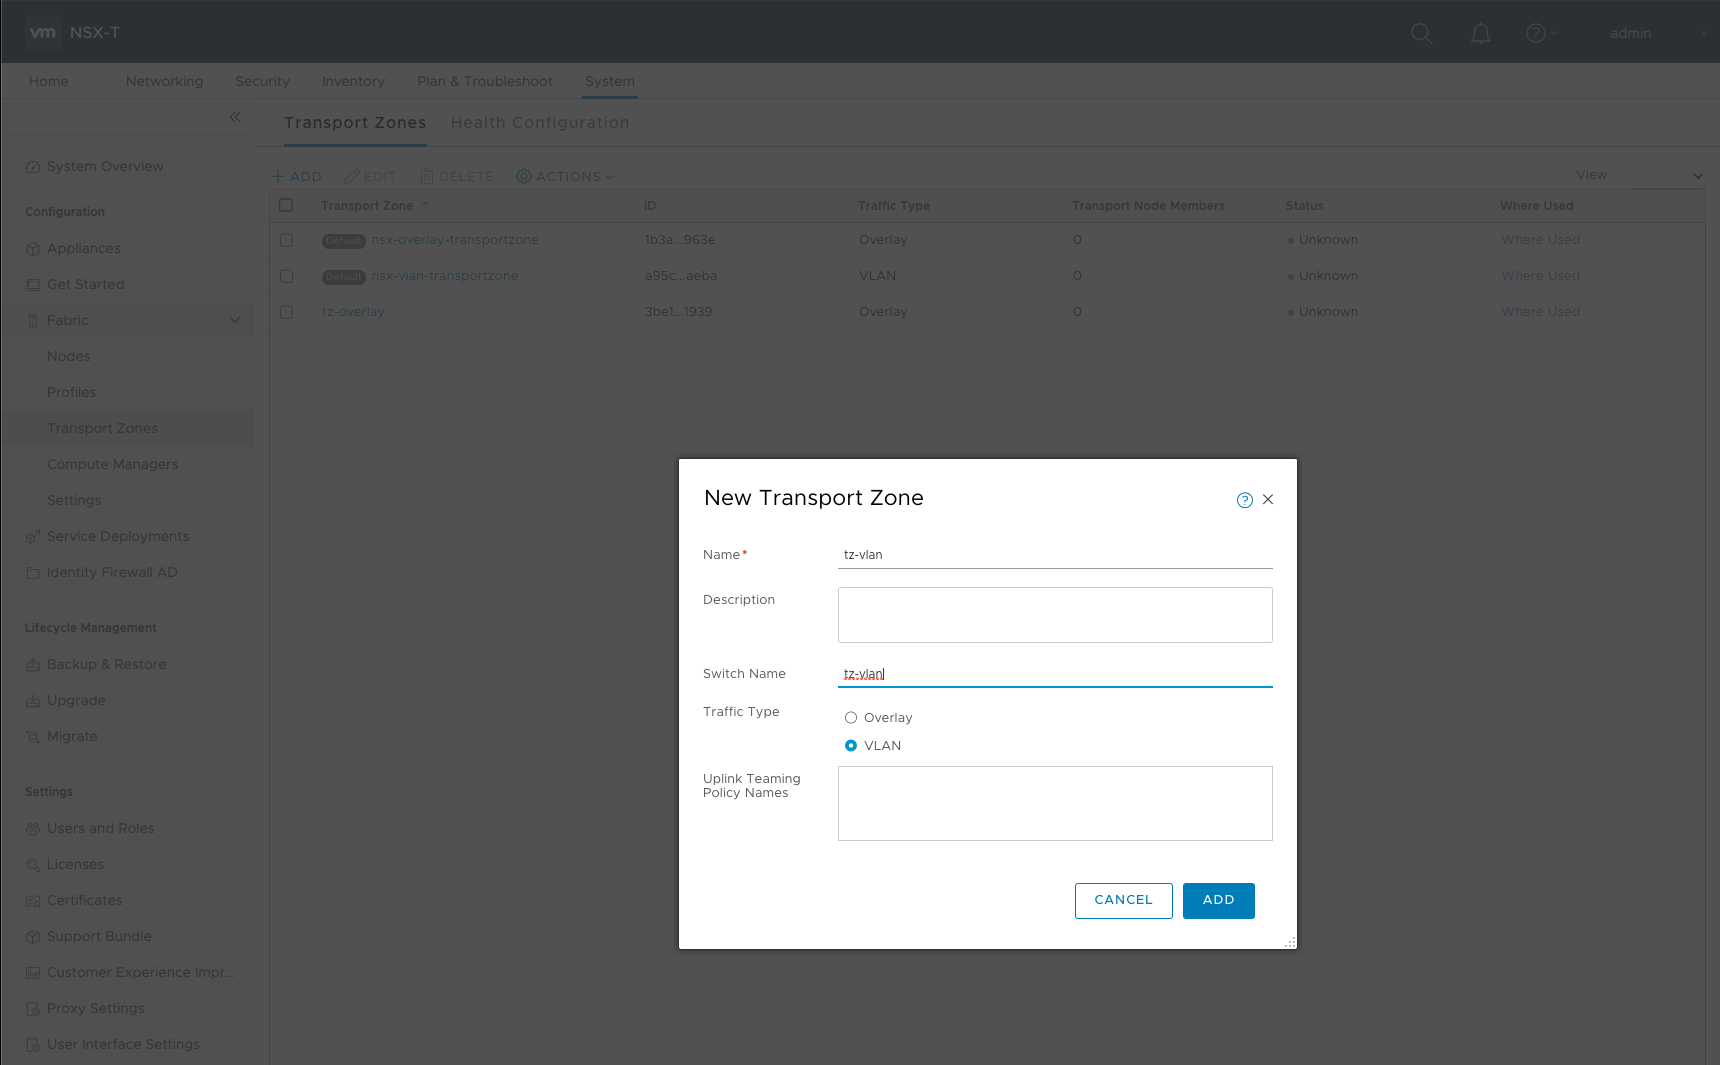 vm NSX-T admin
Home Networking Security Inventory Plan & Troubleshoot System
Transport Zones Health Configuration
System Overview
Configuration
Appliances
Get Started
Fabric
Nodes
Profiles
Transport Zones
Compute Managers
Settings
Service Deployments
Identity Firewall AD
Lifecycle Management
Backup & Restore
Upgrade
Migrate
Settings
Users and Roles
Licenses
Certificates
Support Bundle
Customer Experience Impr...
Proxy Settings
User Interface Settings
+ ADD EDIT DELETE ACTIONS View
Transport Zone ↑ ID Traffic Type Transport Node Members Status Where Used
Default nsx-overlay-transportzone 1b3a...963e Overlay 0 Unknown Where Used
Default nsx-vlan-transportzone a95c...aeba VLAN 0 Unknown Where Used
tz-overlay 3be1...1939 Overlay 0 Unknown Where Used
New Transport Zone
Name* tz-vlan
Description
Switch Name tz-vlan
Traffic Type Overlay
VLAN
Uplink Teaming
Policy Names
CANCEL ADD